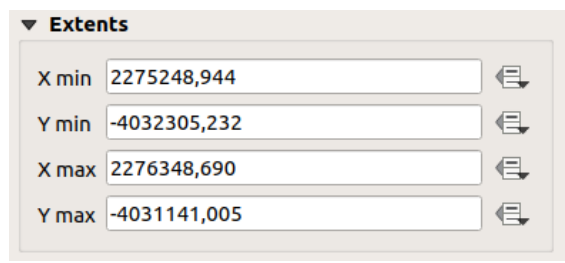 Extents
X min 2275248,944
Y min -4032305,232
X max 2276348,690
Y max -4031141,005